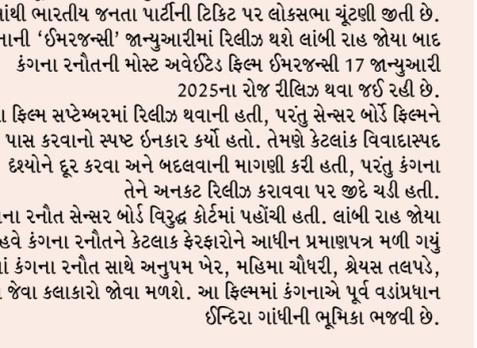 ભારતીય જનતા પાર્ટીની ટિકિટ પર લોકસભા ચૂંટણી જીતી છે.
‘ઈમરજન્સી’ જાન્યુઆરીમાં રિલીઝ થશે લાંબી રાહ જોયા બાદ
કંગના રનૌતની મોસ્ટ અવેઈટેડ ફિલ્મ ઈમરજન્સી 17 જાન્યુઆરી
2025ના રોજ રીલિઝ થવા જઈ રહી છે.
ફિલ્મ સપ્ટેમ્બરમાં રિલીઝ થવાની હતી, પરંતુ સેન્સર બોર્ડે ફિલ્મને
પાસ કરવાનો સ્પષ્ટ ઇનકાર કર્યો હતો. તેમણે કેટલાંક વિવાદાસ્પદ
દૃશ્યોને દૂર કરવા અને બદલવાની માગણી કરી હતી, પરંતુ કંગના
તેને અનકટ રિલીઝ કરાવવા પર જીદે ચડી હતી.
રનૌત સેન્સર બોર્ડ વિરુદ્ધ કોર્ટમાં પહોંચી હતી. લાંબી રાહ જોયા
હવે કંગના રનૌતને કેટલાક ફેરફારોને આધીન પ્રમાણપત્ર મળી ગયું
કંગના રનૌત સાથે અનુપમ ખેર, મહિમા ચૌધરી, શ્રેયસ તલપડે,
જેવા કલાકારો જોવા મળશે. આ ફિલ્મમાં કંગનાએ પૂર્વ વડાંપ્રધાન
ઈન્દિરા ગાંધીની ભૂમિકા ભજવી છે.